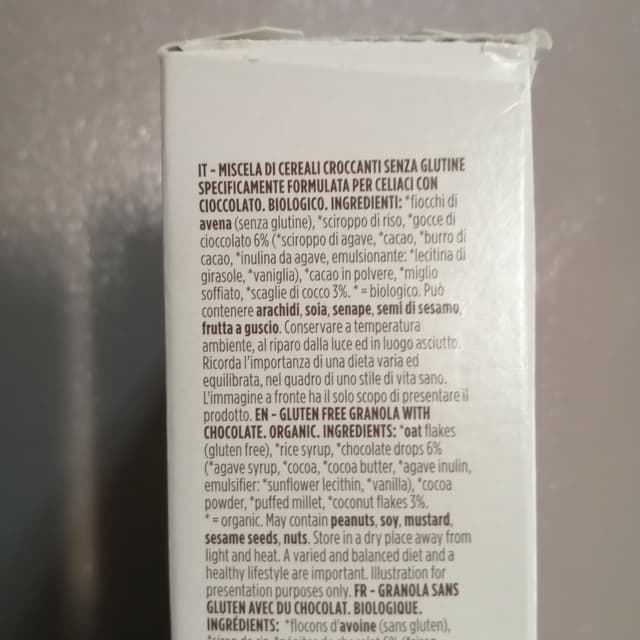 IT - MISCELA DI CEREALI CROCCANTI SENZA GLUTINE
SPECIFICAMENTE FORMULATA PER CELIACI CON
CIOCCOLATO. BIOLOGICO. INGREDIENTI: *fiocchi di
avena (senza glutine), *sciroppo di riso, *gocce di
cioccolato 6% (*sciroppo di agave, *cacao, *burro di
cacao, *inulina da agave, emulsionante: *lecitina di
girasole, *vaniglia), *cacao in polvere, *miglio
soffiato, *scaglie di cocco 3%. * = biologico. Può
contenere arachidi, soia, senape, semi di sesamo,
frutta a guscio. Conservare a temperatura
ambiente, al riparo dalla luce ed in luogo asciutto.
Ricorda l'importanza di una dieta varia ed
equilibrata, nel quadro di uno stile di vita sano.
L'immagine a fronte ha il solo scopo di presentare il
prodotto. EN - GLUTEN FREE GRANOLA WITH
CHOCOLATE. ORGANIC. INGREDIENTS: *oat flakes
(gluten free), *rice syrup, *chocolate drops 6%
(*agave syrup, *cocoa, *cocoa butter, *agave inulin,
emulsifier: *sunflower lecithin, *vanilla), *cocoa
powder, *puffed millet, *coconut flakes 3%.
* = organic. May contain peanuts, soy, mustard,
sesame seeds, nuts. Store in a dry place away from
light and heat. A varied and balanced diet and a
healthy lifestyle are important. Illustration for
presentation purposes only. FR - GRANOLA SANS
GLUTEN AVEC DU CHOCOLAT. BIOLOGIQUE.
INGRÉDIENTS: *flocons d'avoine (sans gluten),